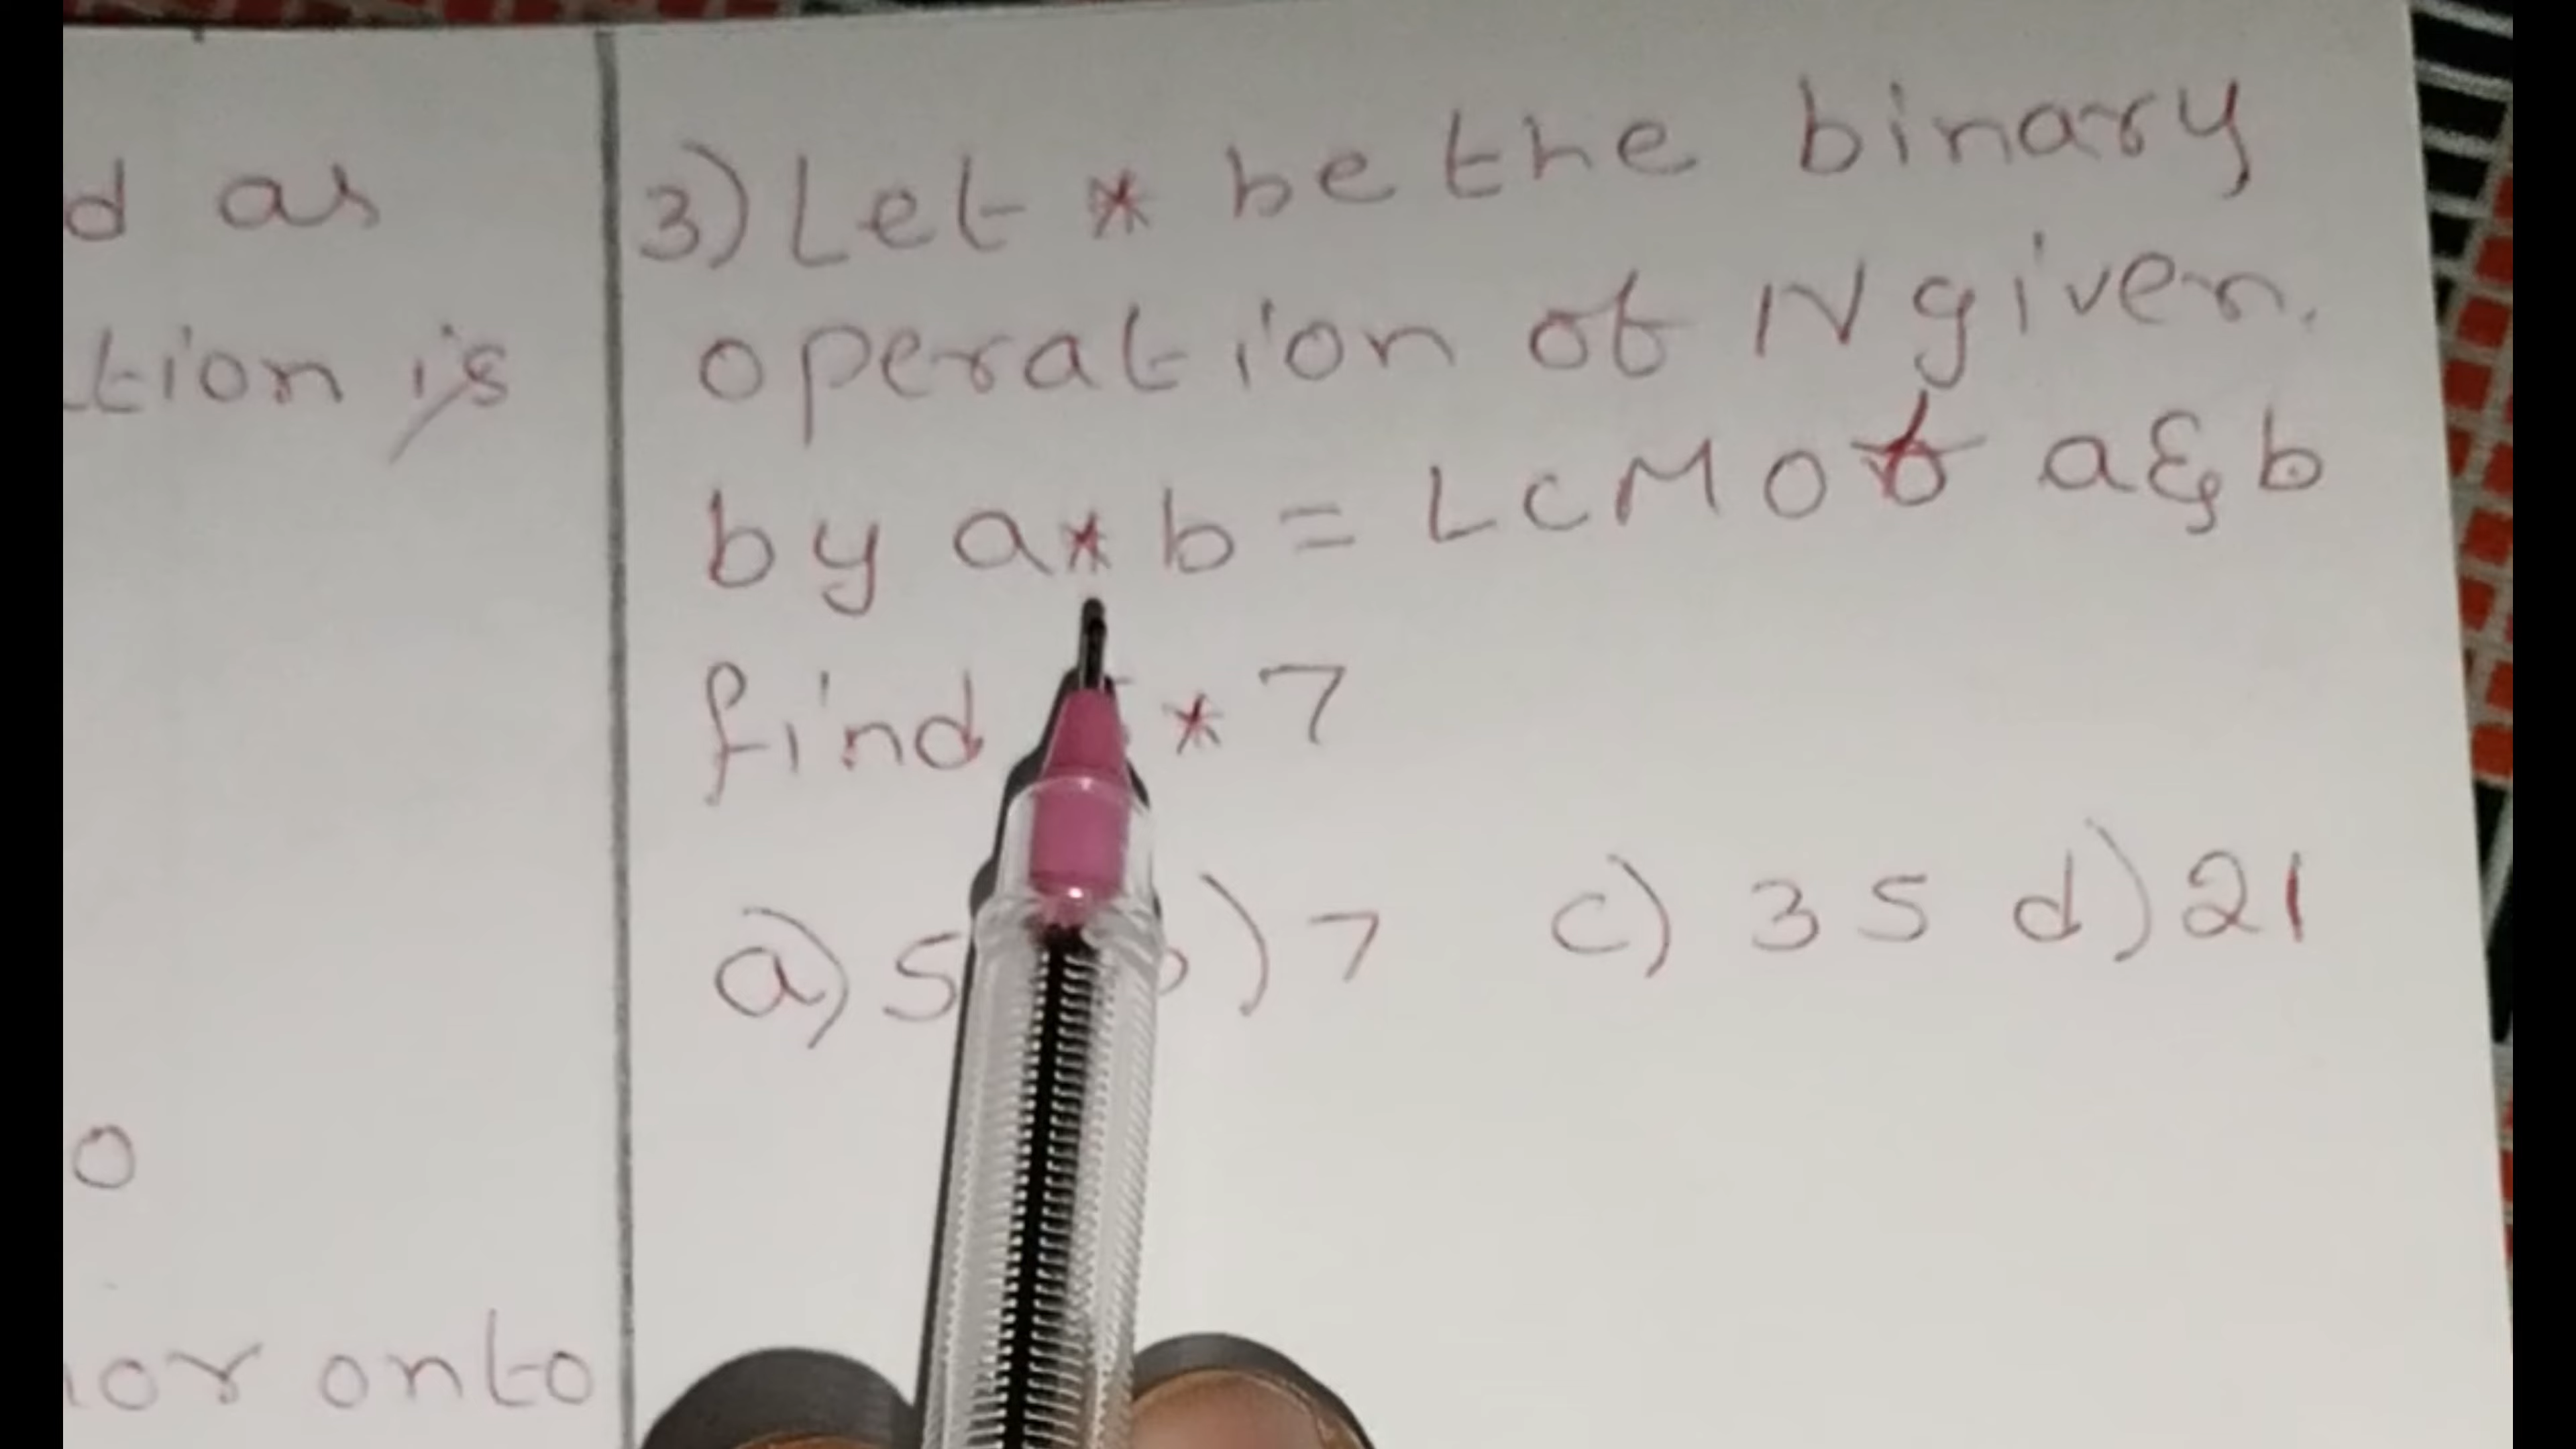 d as
tion is
o
ior onto
3) Let * be the binary
operation of N given.
by a * b = LCM of a & b
find * 7
a) 5 b) 7 c) 35 d) 21